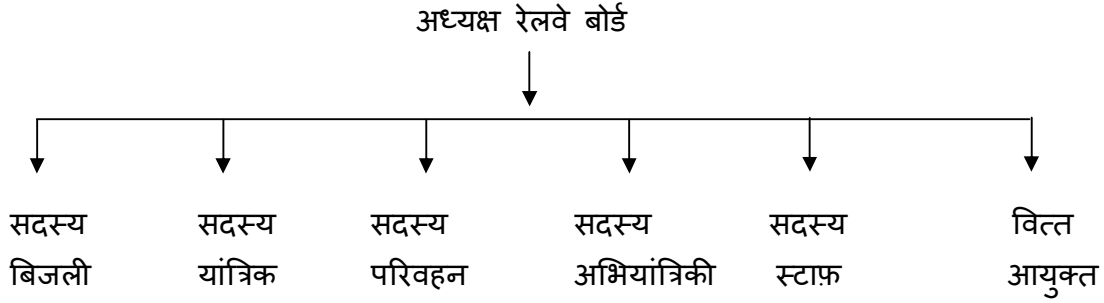 अध्यक्ष रेलवे बोर्ड
सदस्य सदस्य सदस्य सदस्य सदस्य वित्त
बिजली यांत्रिक परिवहन अभियांत्रिकी स्टाफ़ आयुक्त